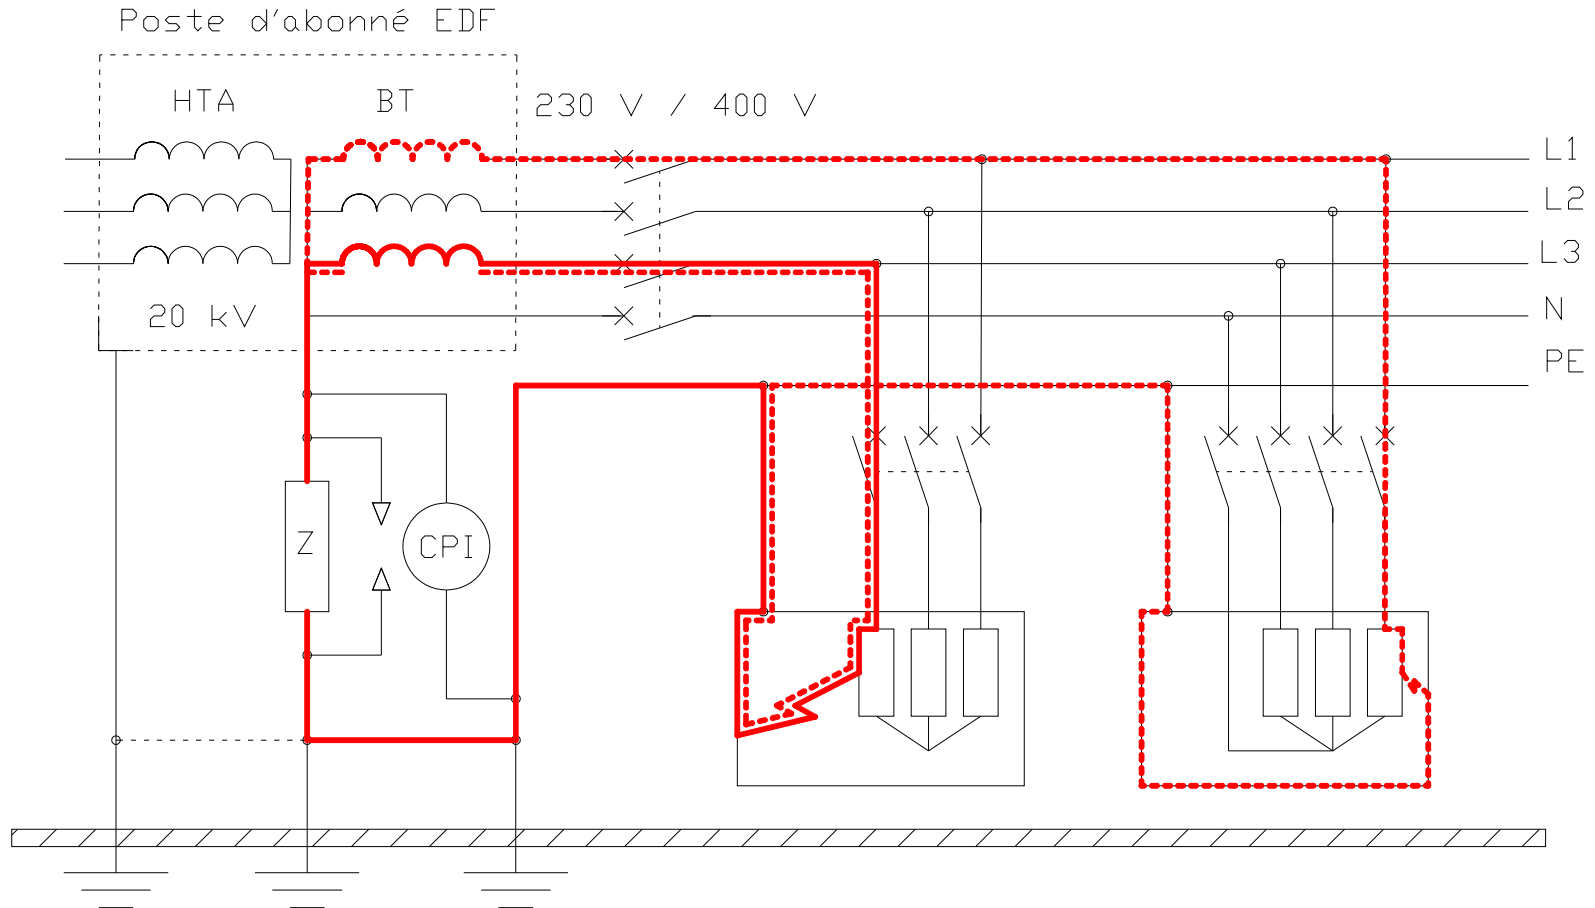 Poste d'abonné EDF
HTA BT 230 V / 400 V
L1
L2
L3
20 kV N
PE
Z CPI